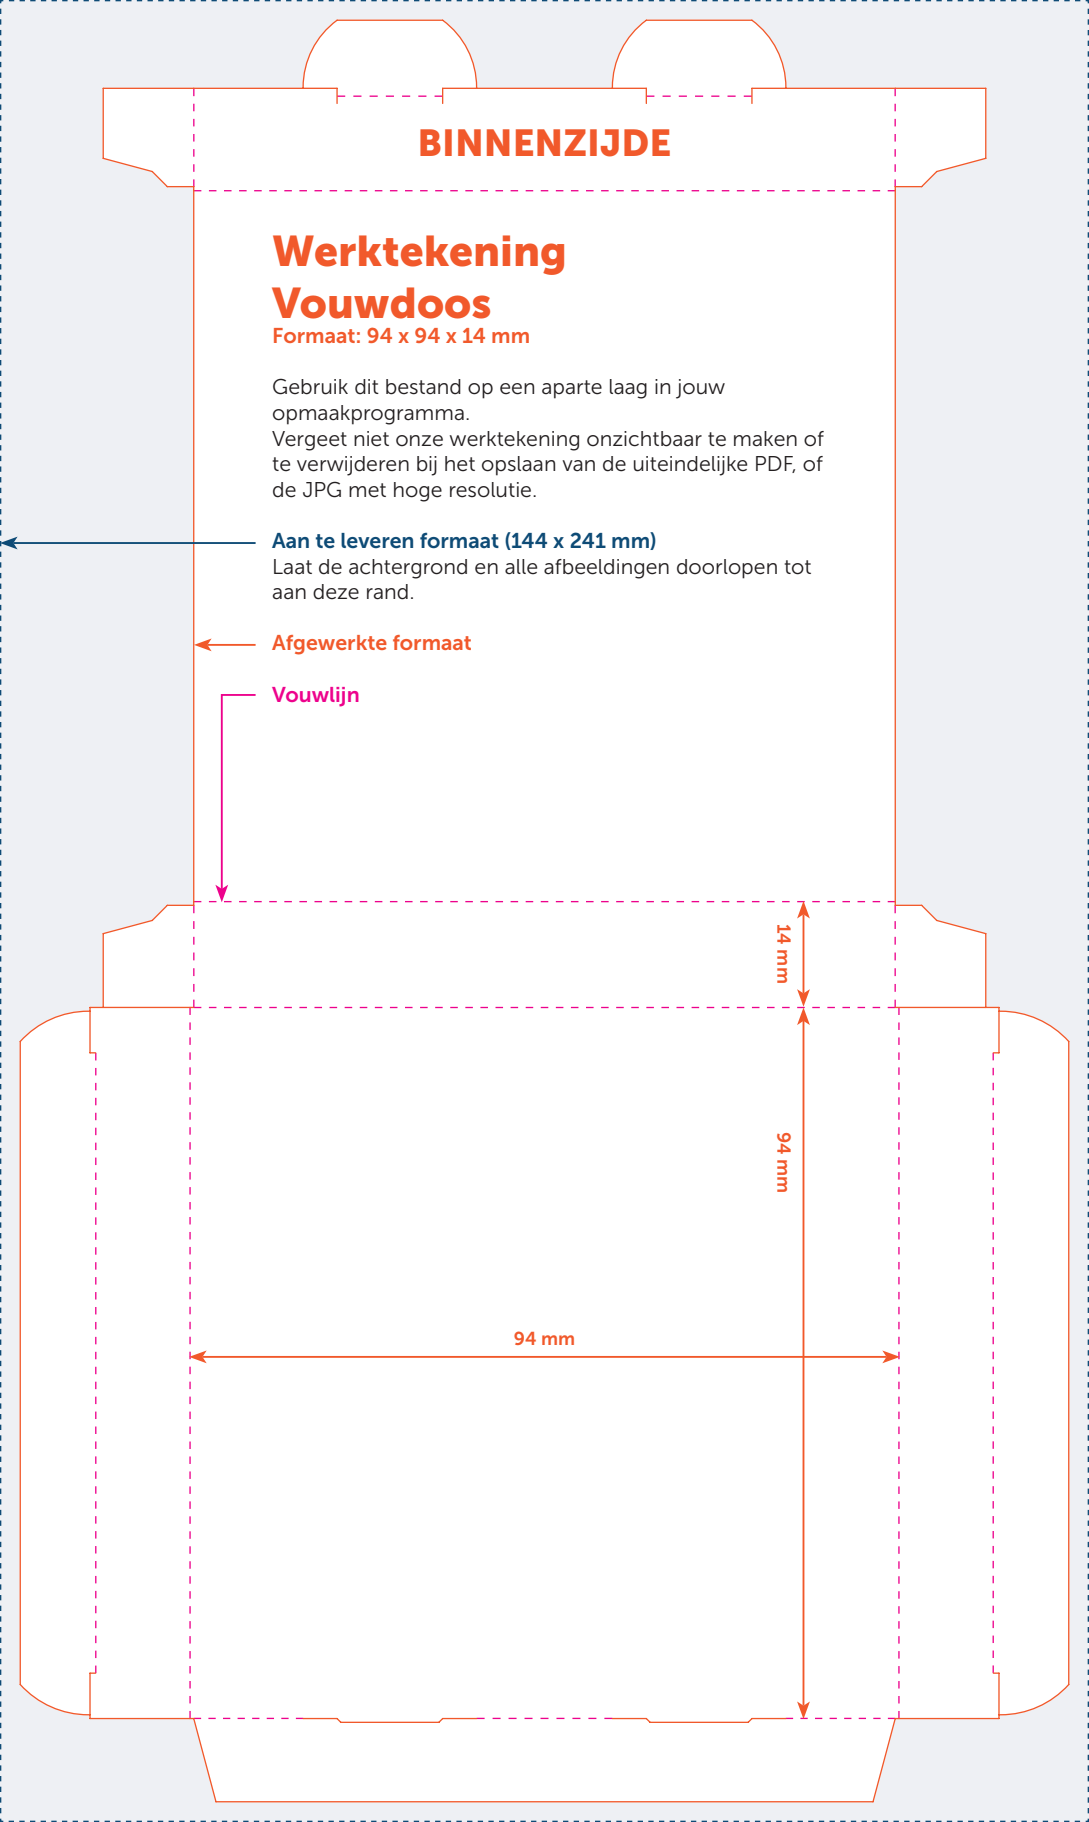 BINNENZIJDE
Werktekening
Vouwdoos
Formaat: 94 x 94 x 14 mm
Gebruik dit bestand op een aparte laag in jouw
opmaakprogramma.
Vergeet niet onze werktekening onzichtbaar te maken of
te verwijderen bij het opslaan van de uiteindelijke PDF, of
de JPG met hoge resolutie.
Aan te leveren formaat (144 x 241 mm)
Laat de achtergrond en alle afbeeldingen doorlopen tot
aan deze rand.
Afgewerkte formaat
Vouwlijn
14 mm
94 mm
94 mm